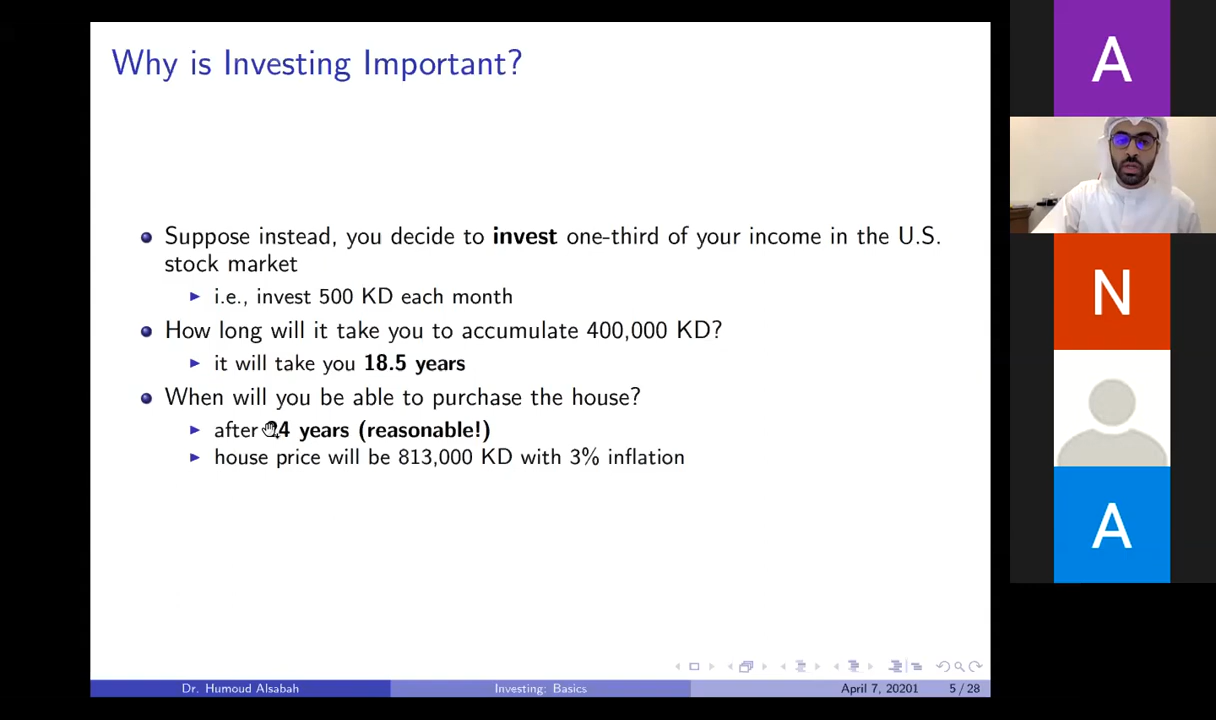 Why is Investing Important?
Suppose instead, you decide to invest one-third of your income in the U.S.
stock market
i.e., invest 500 KD each month
How long will it take you to accumulate 400,000 KD?
it will take you 18.5 years
When will you be able to purchase the house?
after 4 years (reasonable!)
house price will be 813,000 KD with 3% inflation
Dr. Humoud Alsabah
Investing: Basics
April 7, 20201
5 / 28
A
N
A